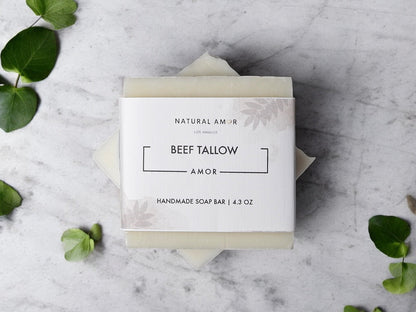 NATURAL AMOR
LOS ANGELES
BEEF TALLOW
AMOR
HANDMADE SOAP BAR | 4.3 OZ